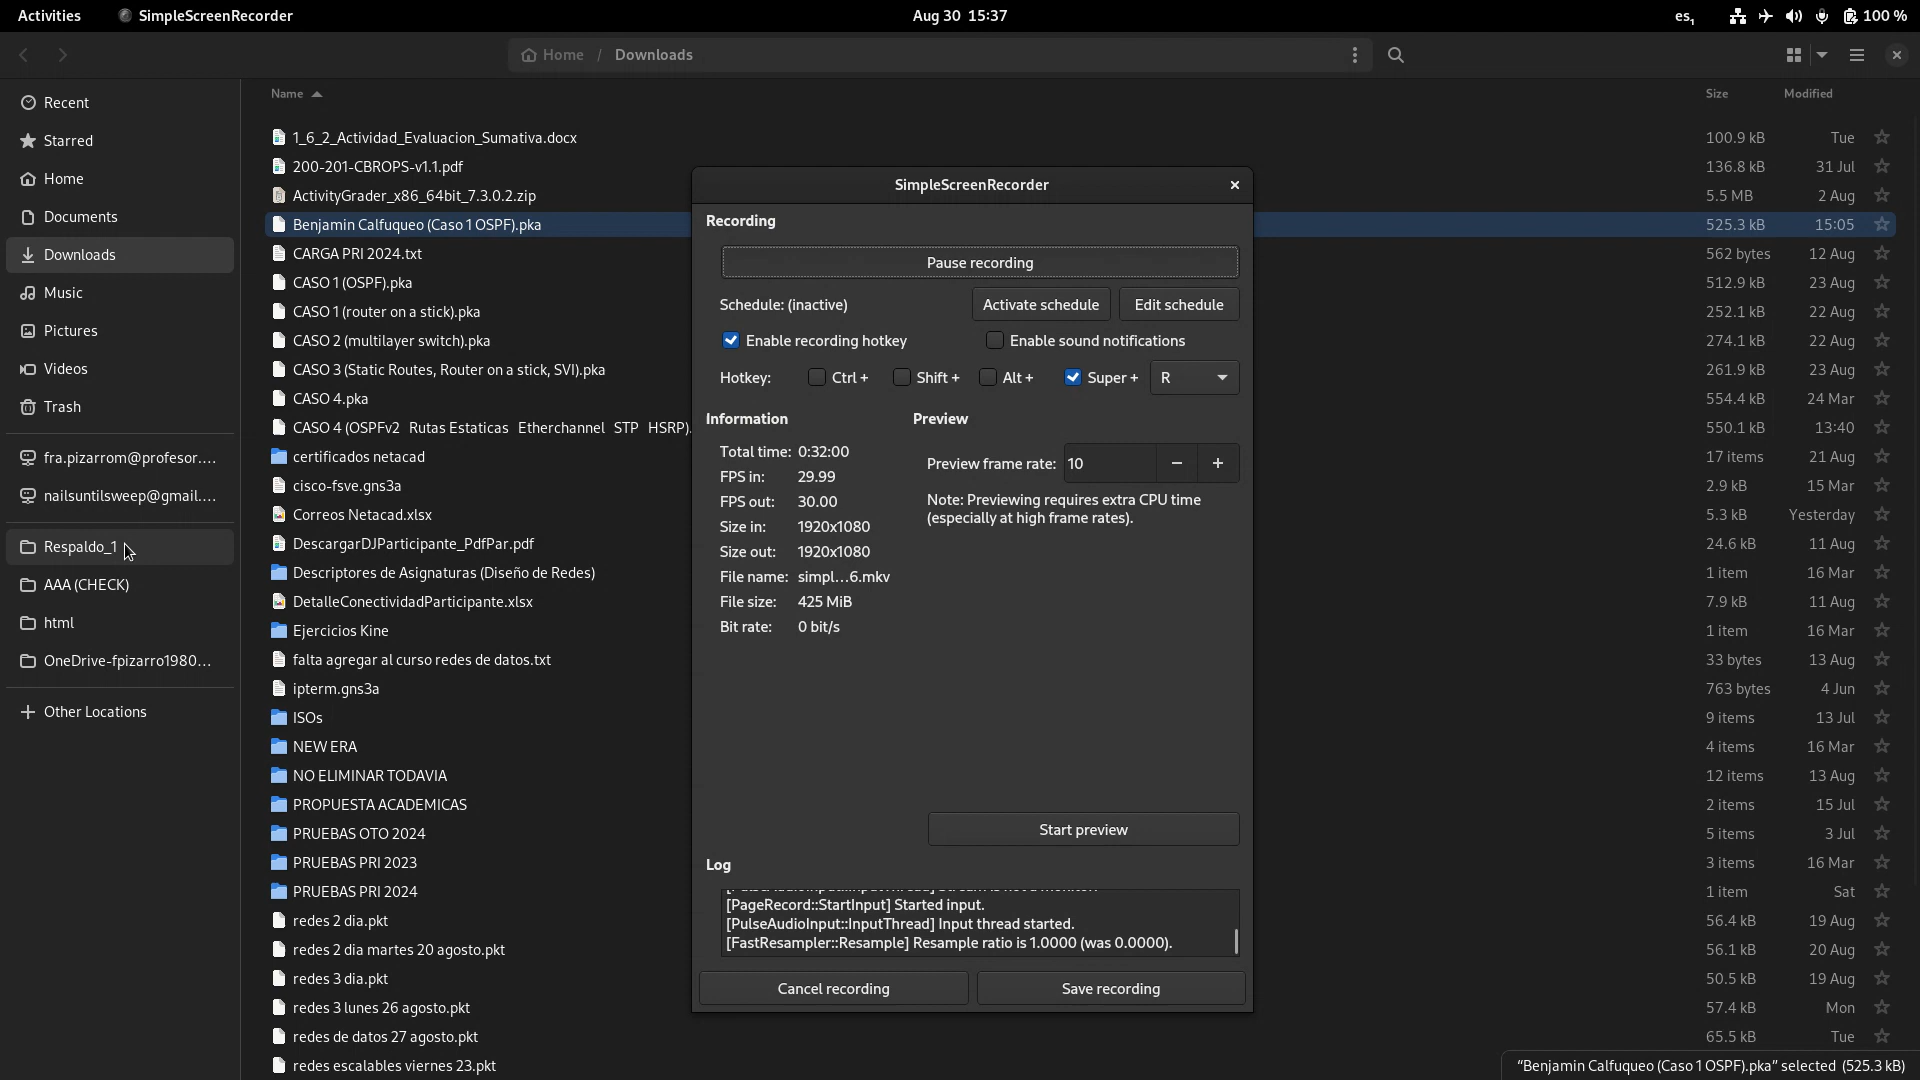 Activities SimpleScreenRecorder Aug 30 15:37 es₁ 100 %
Home / Downloads
Name Size Modified
Recent
Starred
Home
Documents
Downloads
Music
Pictures
Videos
Trash
fra.pizarrom@profesor....
nailsuntilsweep@gmail....
Respaldo_1
AAA (CHECK)
html
OneDrive-fpizarro1980...
Other Locations
1_6_2_Actividad_Evaluacion_Sumativa.docx 100.9 kB Tue
200-201-CBROPS-v1.1.pdf 136.8 kB 31 Jul
ActivityGrader_x86_64bit_7.3.0.2.zip 5.5 MB 2 Aug
Benjamin Calfuqueo (Caso 1 OSPF).pka 525.3 kB 15:05
CARGA PRI 2024.txt 562 bytes 12 Aug
CASO 1 (OSPF).pka 512.9 kB 23 Aug
CASO 1 (router on a stick).pka 252.1 kB 22 Aug
CASO 2 (multilayer switch).pka 274.1 kB 22 Aug
CASO 3 (Static Routes, Router on a stick, SVI).pka 261.9 kB 23 Aug
CASO 4.pka 554.4 kB 24 Mar
CASO 4 (OSPFv2 Rutas Estaticas Etherchannel STP HSRP). 550.1 kB 13:40
certificados netacad 17 items 21 Aug
cisco-fsve.gns3a 2.9 kB 15 Mar
Correos Netacad.xlsx 5.3 kB Yesterday
DescargarDJParticipante_PdfPar.pdf 24.6 kB 11 Aug
Descriptores de Asignaturas (Diseño de Redes) 1 item 16 Mar
DetalleConectividadParticipante.xlsx 7.9 kB 11 Aug
Ejercicios Kine 1 item 16 Mar
falta agregar al curso redes de datos.txt 33 bytes 13 Aug
ipterm.gns3a 763 bytes 4 Jun
ISOs 9 items 13 Jul
NEW ERA 4 items 16 Mar
NO ELIMINAR TODAVIA 12 items 13 Aug
PROPUESTA ACADEMICAS 2 items 15 Jul
PRUEBAS OTO 2024 5 items 3 Jul
PRUEBAS PRI 2023 3 items 16 Mar
PRUEBAS PRI 2024 1 item Sat
redes 2 dia.pkt 56.4 kB 19 Aug
redes 2 dia martes 20 agosto.pkt 56.1 kB 20 Aug
redes 3 dia.pkt 50.5 kB 19 Aug
redes 3 lunes 26 agosto.pkt 57.4 kB Mon
redes de datos 27 agosto.pkt 65.5 kB Tue
redes escalables viernes 23.pkt
SimpleScreenRecorder
Recording
Pause recording
Schedule: (inactive) Activate schedule Edit schedule
Enable recording hotkey Enable sound notifications
Hotkey: Ctrl + Shift + Alt + Super + R
Information
Total time: 0:32:00
FPS in: 29.99
FPS out: 30.00
Size in: 1920x1080
Size out: 1920x1080
File name: simpl...6.mkv
File size: 425 MiB
Bit rate: 0 bit/s
Preview
Preview frame rate: 10
Note: Previewing requires extra CPU time
(especially at high frame rates).
Start preview
Log
[PageRecord::StartInput] Started input.
[PulseAudioInput::InputThread] Input thread started.
[FastResampler::Resample] Resample ratio is 1.0000 (was 0.0000).
Cancel recording Save recording
“Benjamin Calfuqueo (Caso 1 OSPF).pka” selected (525.3 kB)